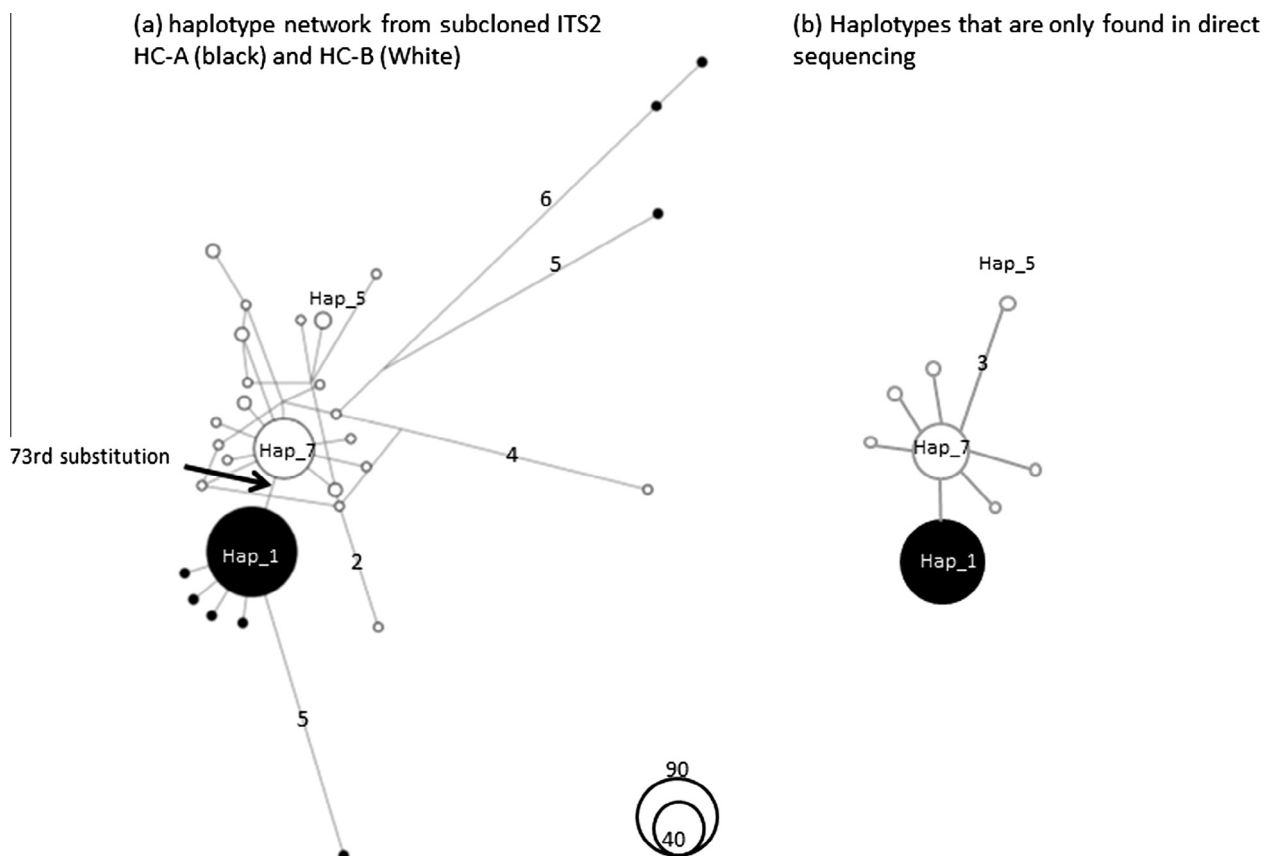 (a) haplotype network from subcloned ITS2
HC-A (black) and HC-B (White)
(b) Haplotypes that are only found in direct
sequencing
6
5
Hap_5
Hap_7
73rd substitution
4
Hap_1
2
5
90
40
Hap_5
3
Hap_7
Hap_1